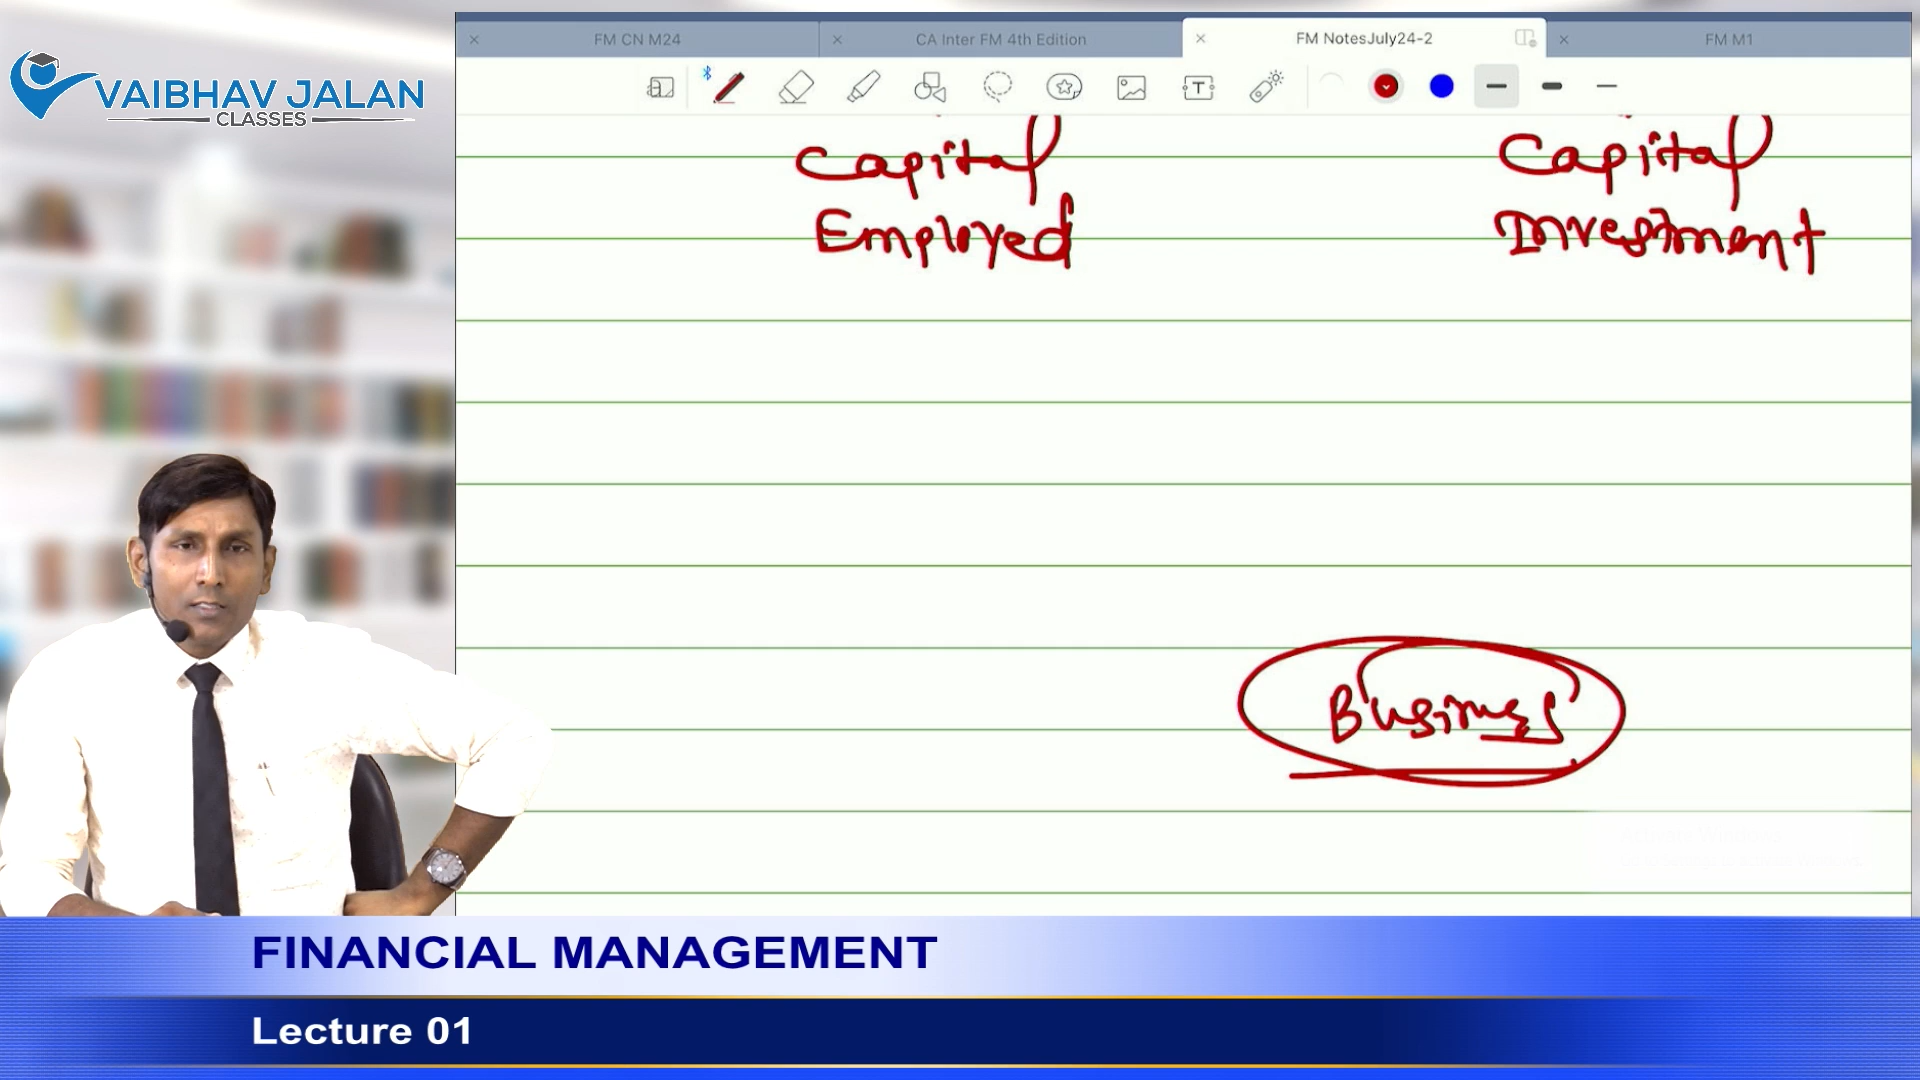 VAIBHAV JALAN
CLASSES
FM CN M24
CA Inter FM 4th Edition
FM NotesJuly24-2
FM M1
T
Capital
Employed
Capital
Investment
Business
FINANCIAL MANAGEMENT
Lecture 01